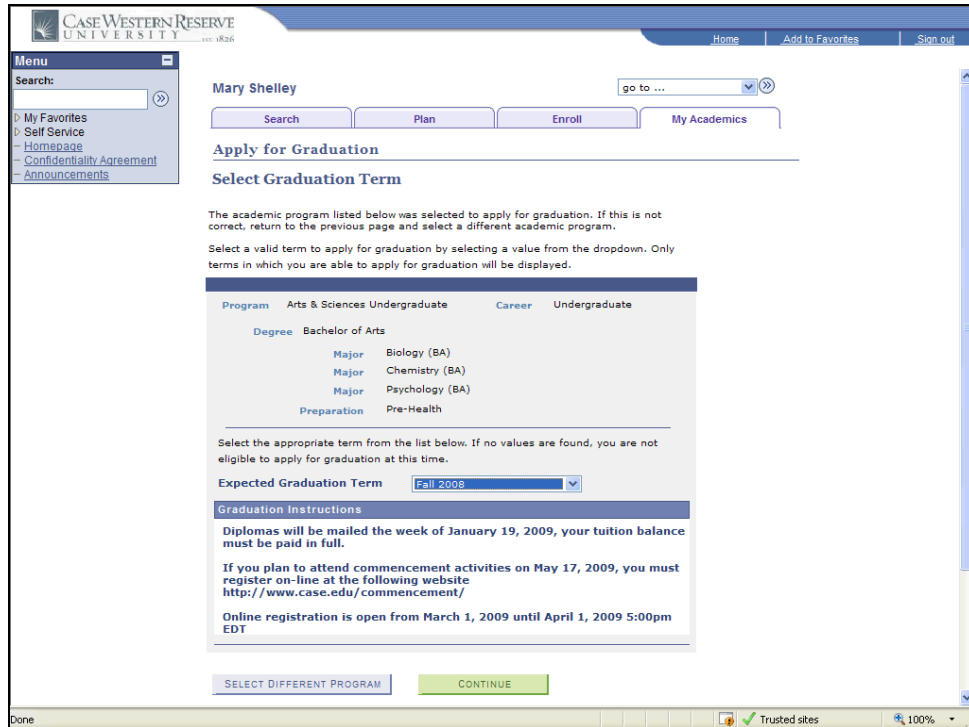 CASE WESTERN RESERVE
UNIVERSITY EST. 1826
Home Add to Favorites Sign out
Menu
Search:
My Favorites
Self Service
Homepage
Confidentiality Agreement
Announcements
Mary Shelley
go to ...
Search Plan Enroll My Academics
Apply for Graduation
Select Graduation Term
The academic program listed below was selected to apply for graduation. If this is not
correct, return to the previous page and select a different academic program.
Select a valid term to apply for graduation by selecting a value from the dropdown. Only
terms in which you are able to apply for graduation will be displayed.
Program Arts & Sciences Undergraduate Career Undergraduate
Degree Bachelor of Arts
Major Biology (BA)
Major Chemistry (BA)
Major Psychology (BA)
Preparation Pre-Health
Select the appropriate term from the list below. If no values are found, you are not
eligible to apply for graduation at this time.
Expected Graduation Term Fall 2008
Graduation Instructions
Diplomas will be mailed the week of January 19, 2009, your tuition balance
must be paid in full.
If you plan to attend commencement activities on May 17, 2009, you must
register on-line at the following website
http://www.case.edu/commencement/
Online registration is open from March 1, 2009 until April 1, 2009 5:00pm
EDT
SELECT DIFFERENT PROGRAM CONTINUE
Done Trusted sites 100%